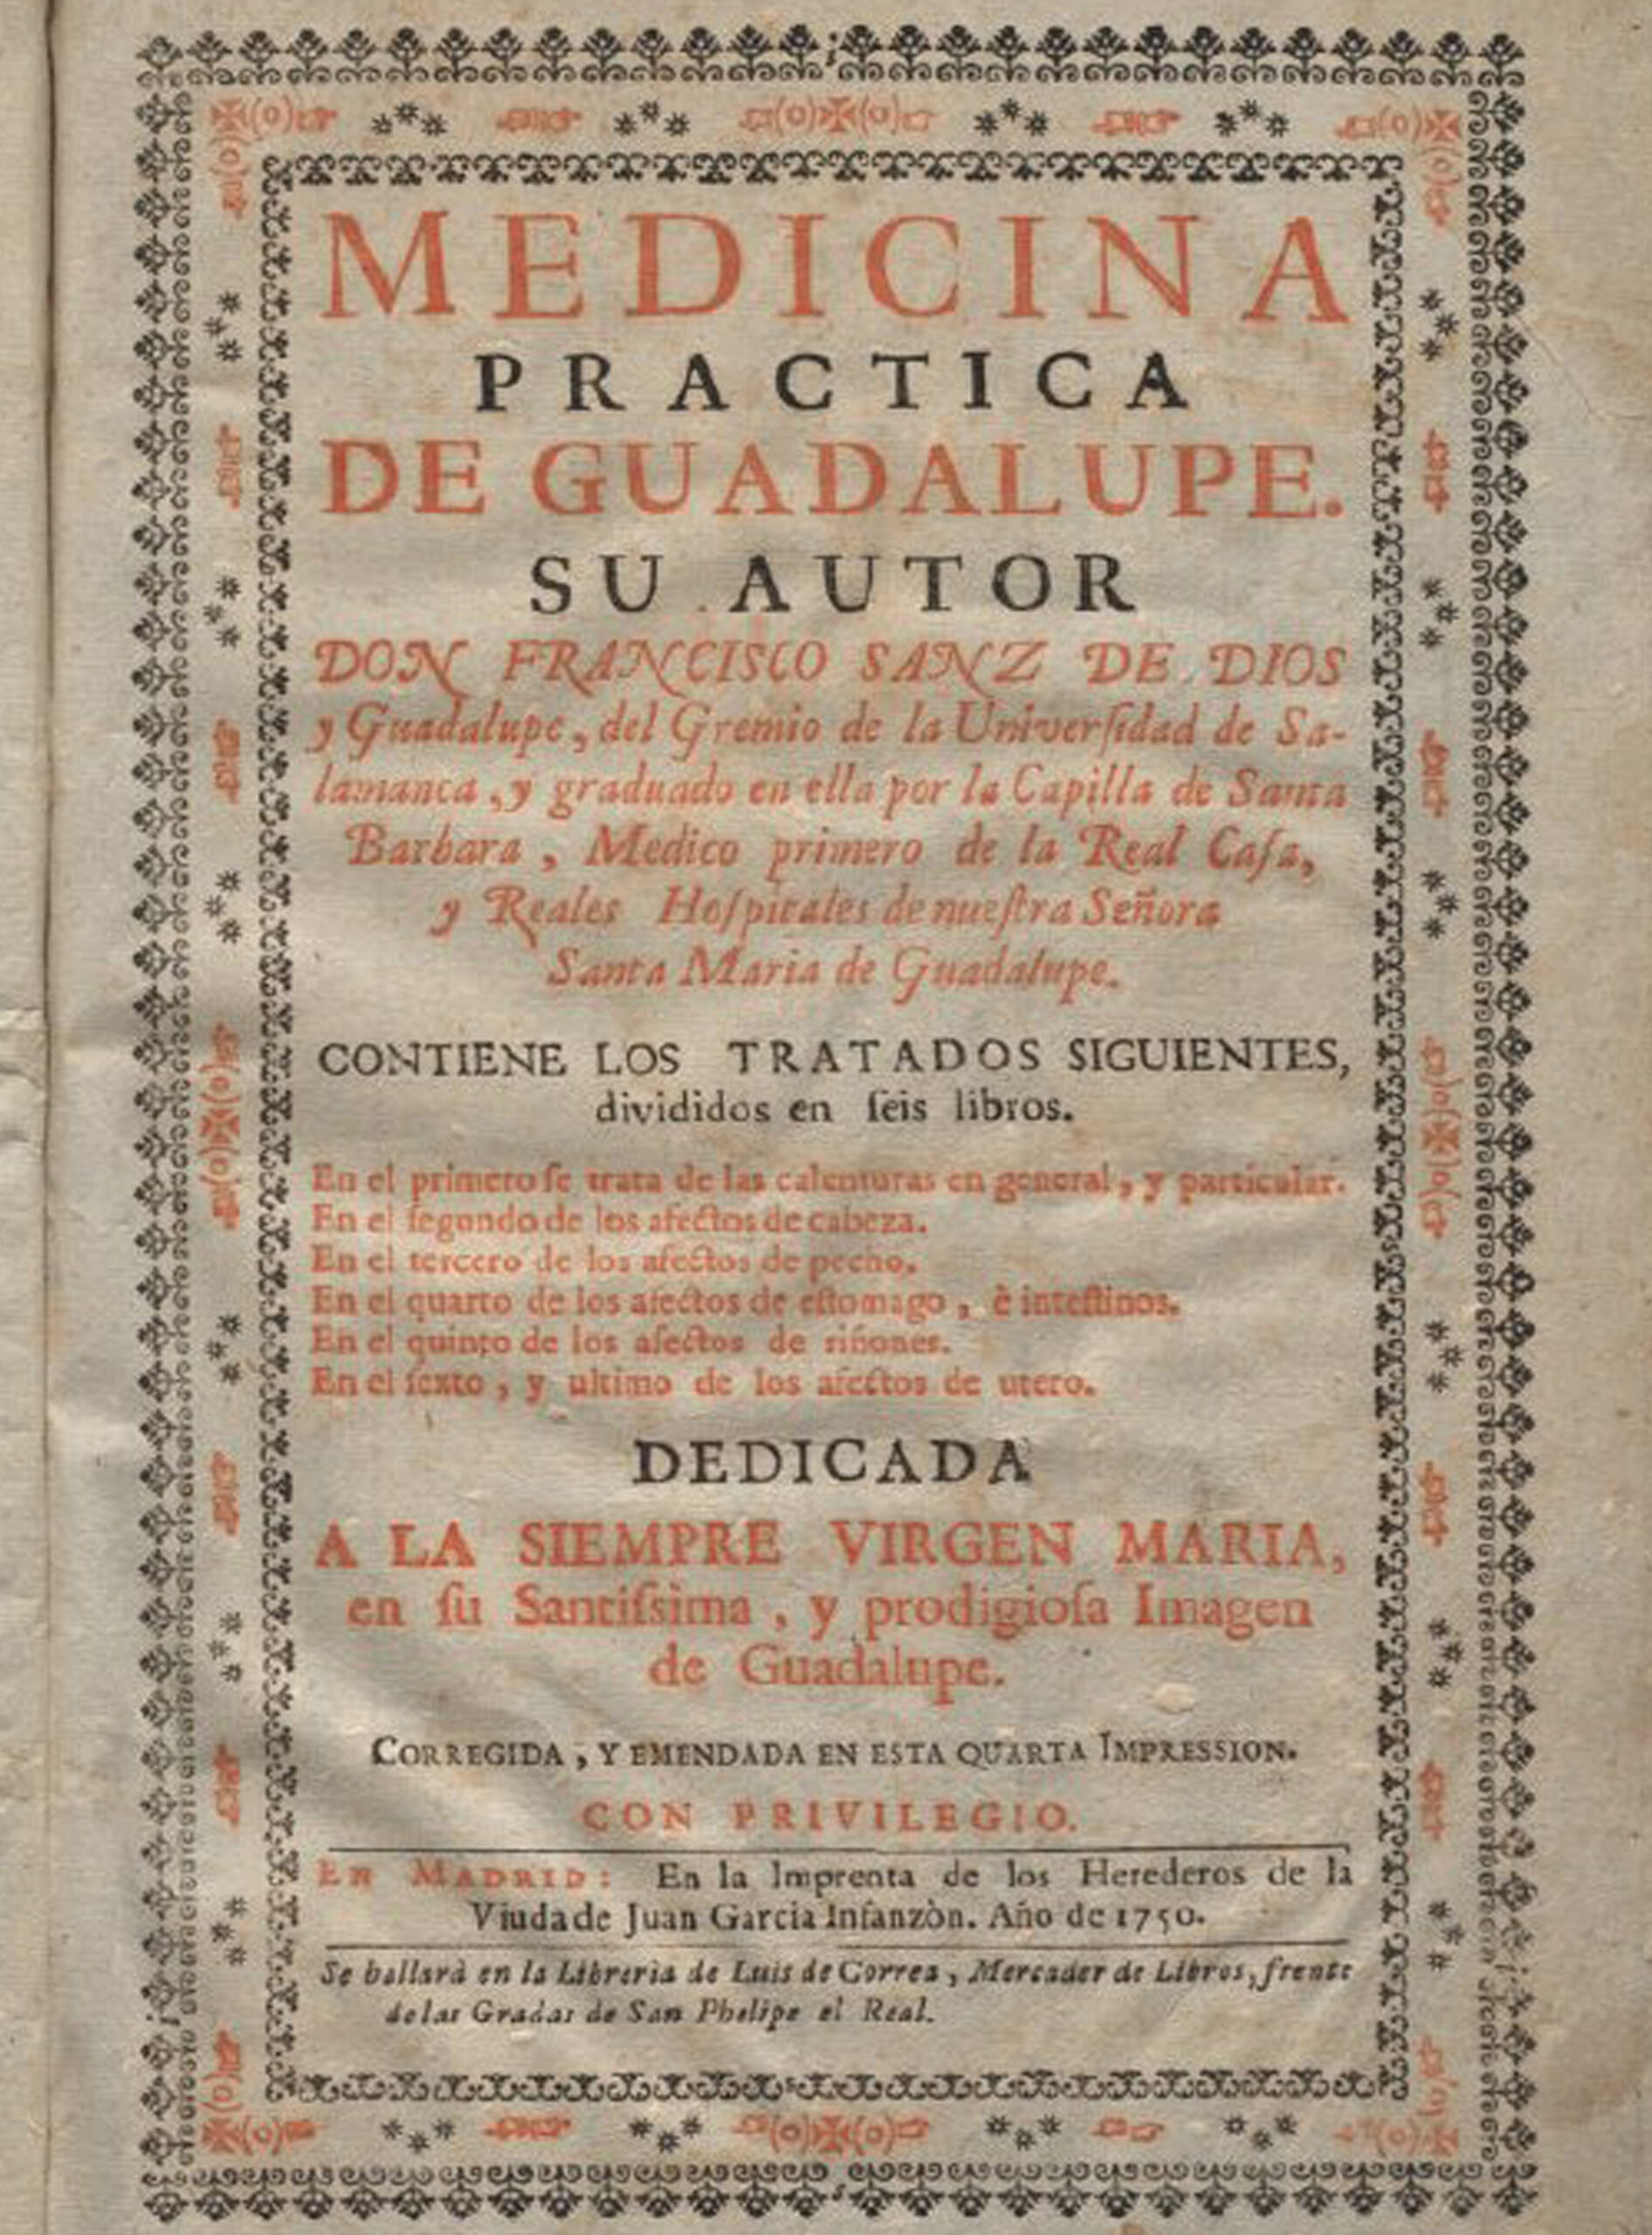 MEDICINA
PRACTICA
DE GUADALUPE.
SU AUTOR
DON FRANCISCO SANZ DE DIOS
y Guadalupe, del Gremio de la Univerſidad de Sa-
lamanca, y graduado en ella por la Capilla de Santa
Barbara, Medico primero de la Real Caſa,
y Reales Hoſpitales de nueſtra Señora
Santa Maria de Guadalupe.
CONTIENE LOS TRATADOS SIGUIENTES,
divididos en ſeis libros.
En el primero ſe trata de las calenturas en general, y particular.
En el ſegundo de los afectos de cabeza.
En el tercero de los afectos de pecho.
En el quarto de los afectos de eſtomago, è inteſtinos.
En el quinto de los afectos de riñones.
En el ſexto, y ultimo de los afectos de utero.
DEDICADA
A LA SIEMPRE VIRGEN MARIA,
en ſu Santiſsima, y prodigioſa Imagen
de Guadalupe.
CORREGIDA, Y EMENDADA EN ESTA QUARTA IMPRESSION.
CON PRIVILEGIO.
EN MADRID: En la Imprenta de los Herederos de la
Viuda de Juan Garcia Infanzòn. Año de 1750.
Se hallarà en la Libreria de Luis de Correa, Mercader de Libros, frente
de las Gradas de San Phelipe el Real.